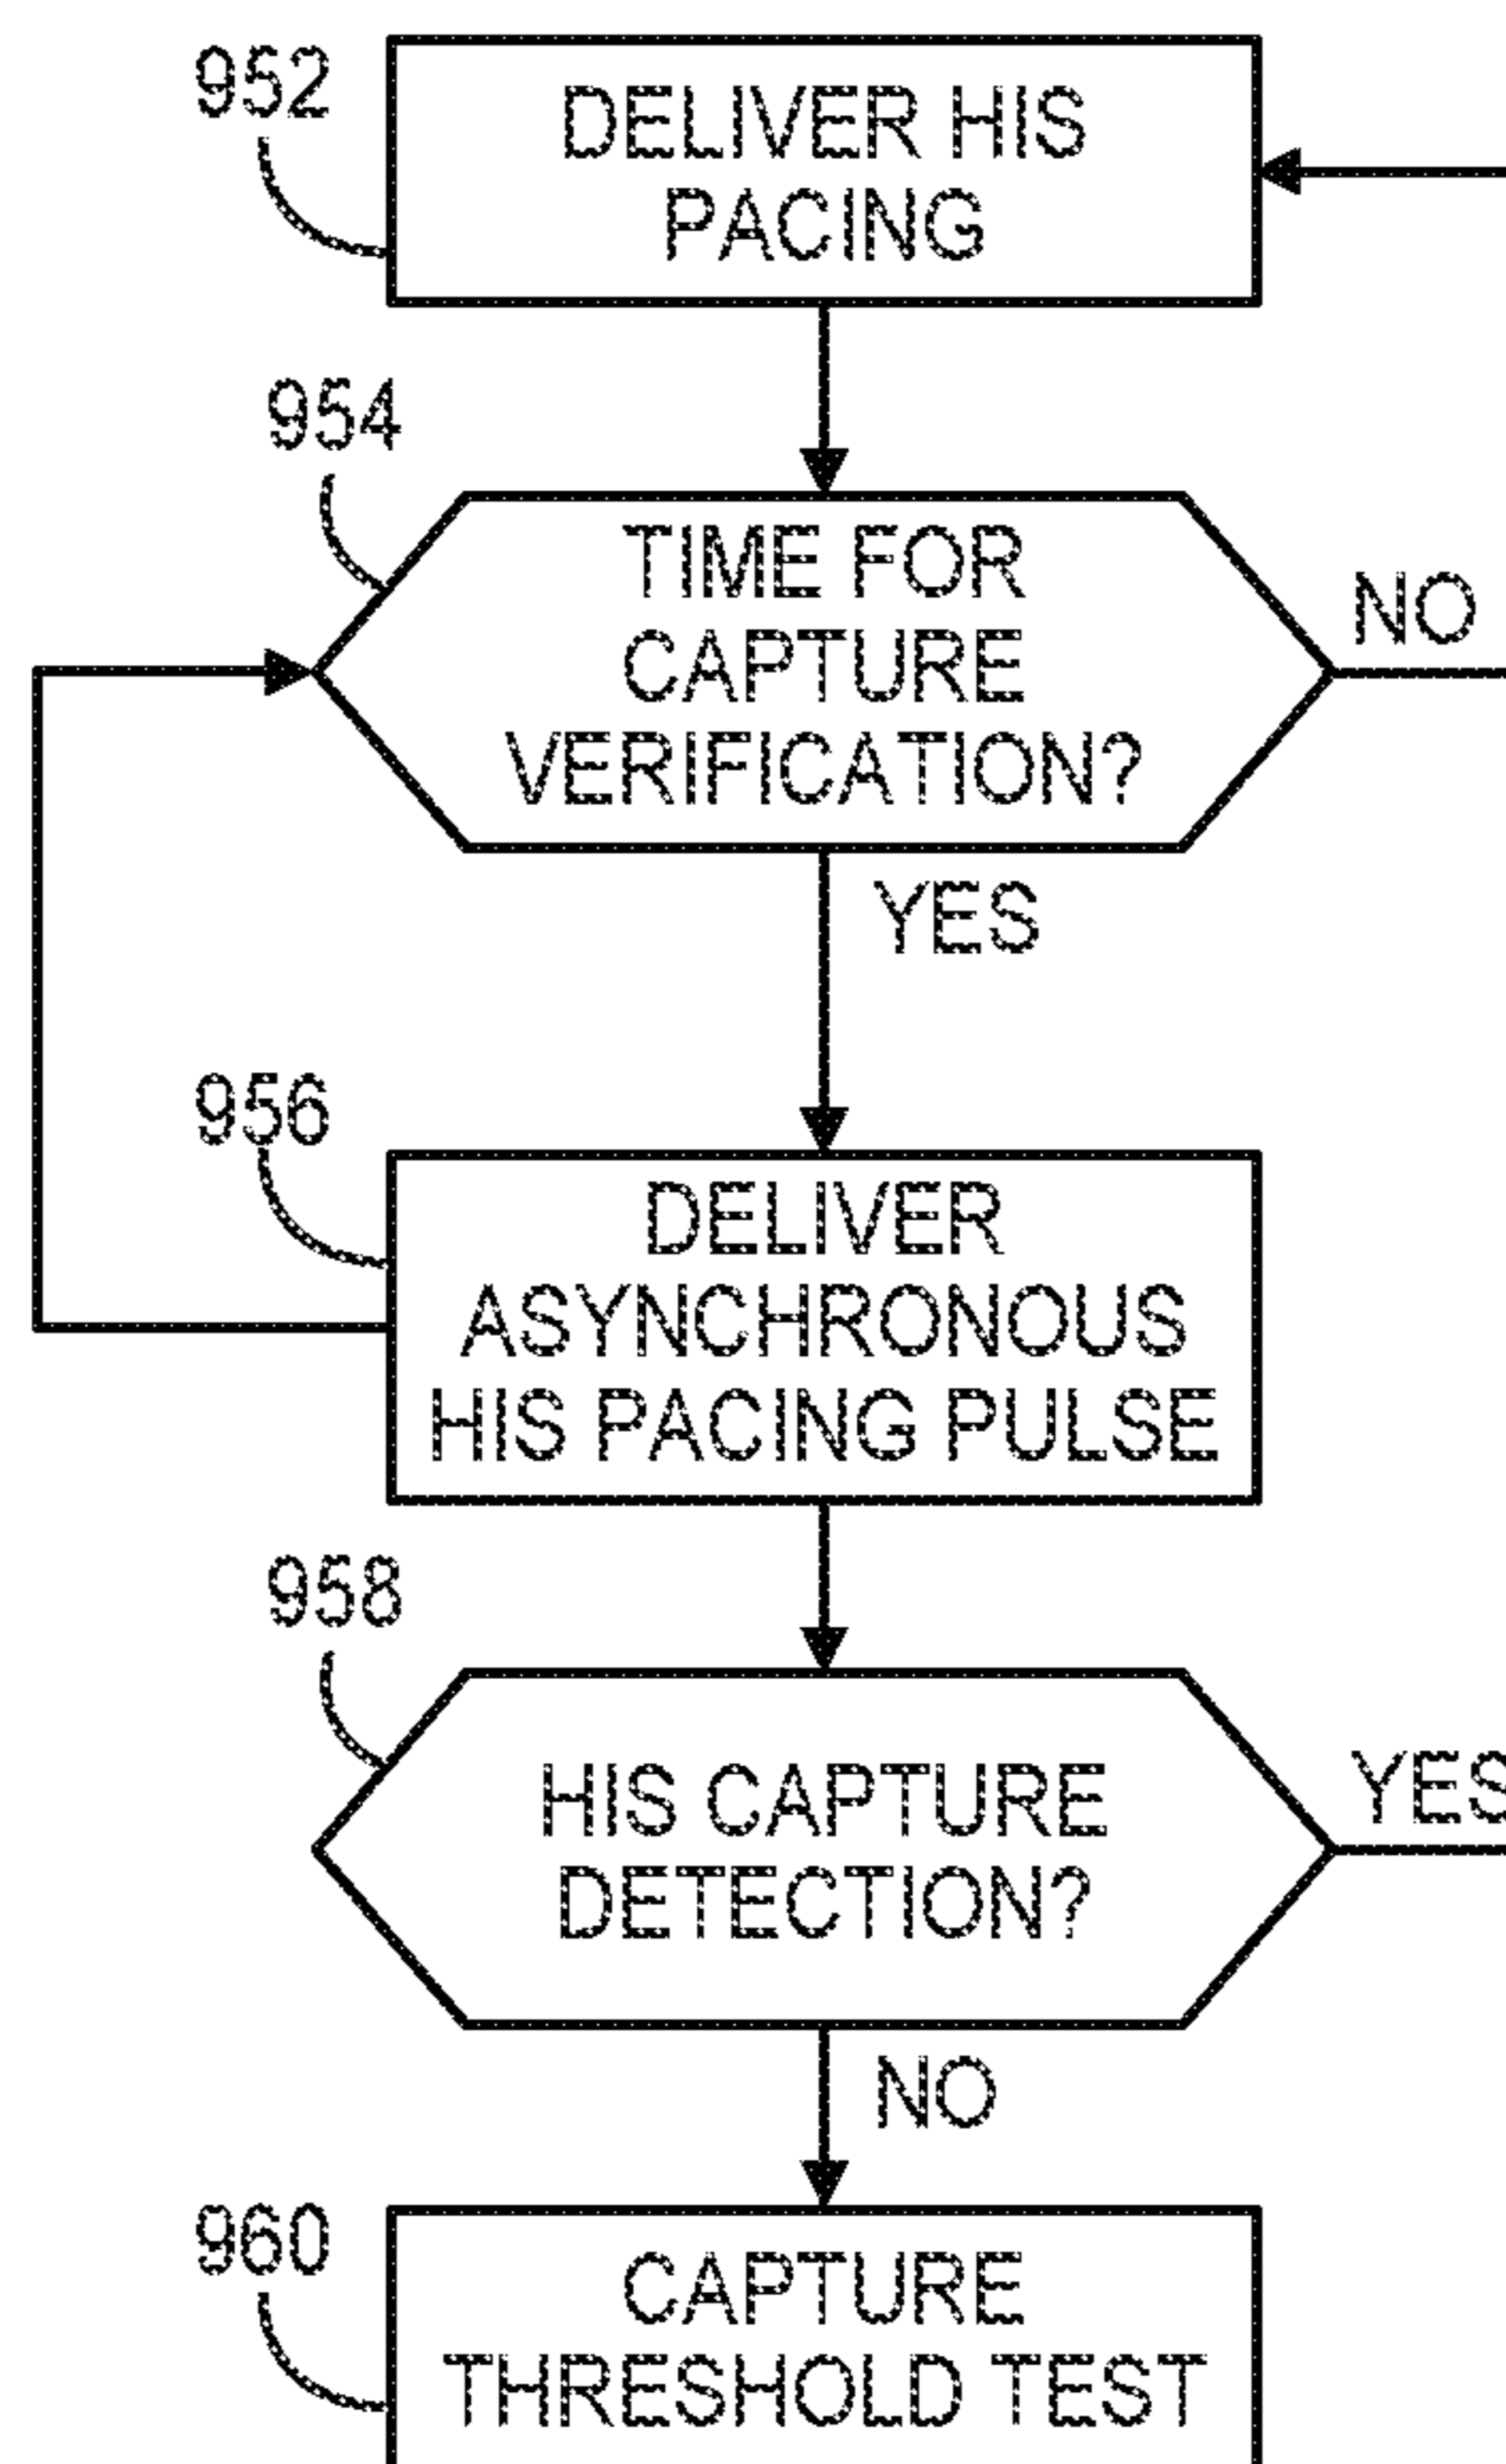 952
DELIVER HIS
PACING
954
TIME FOR
CAPTURE
VERIFICATION?
NO
YES
956
DELIVER
ASYNCHRONOUS
HIS PACING PULSE
958
HIS CAPTURE
DETECTION?
YES
NO
960
CAPTURE
THRESHOLD TEST